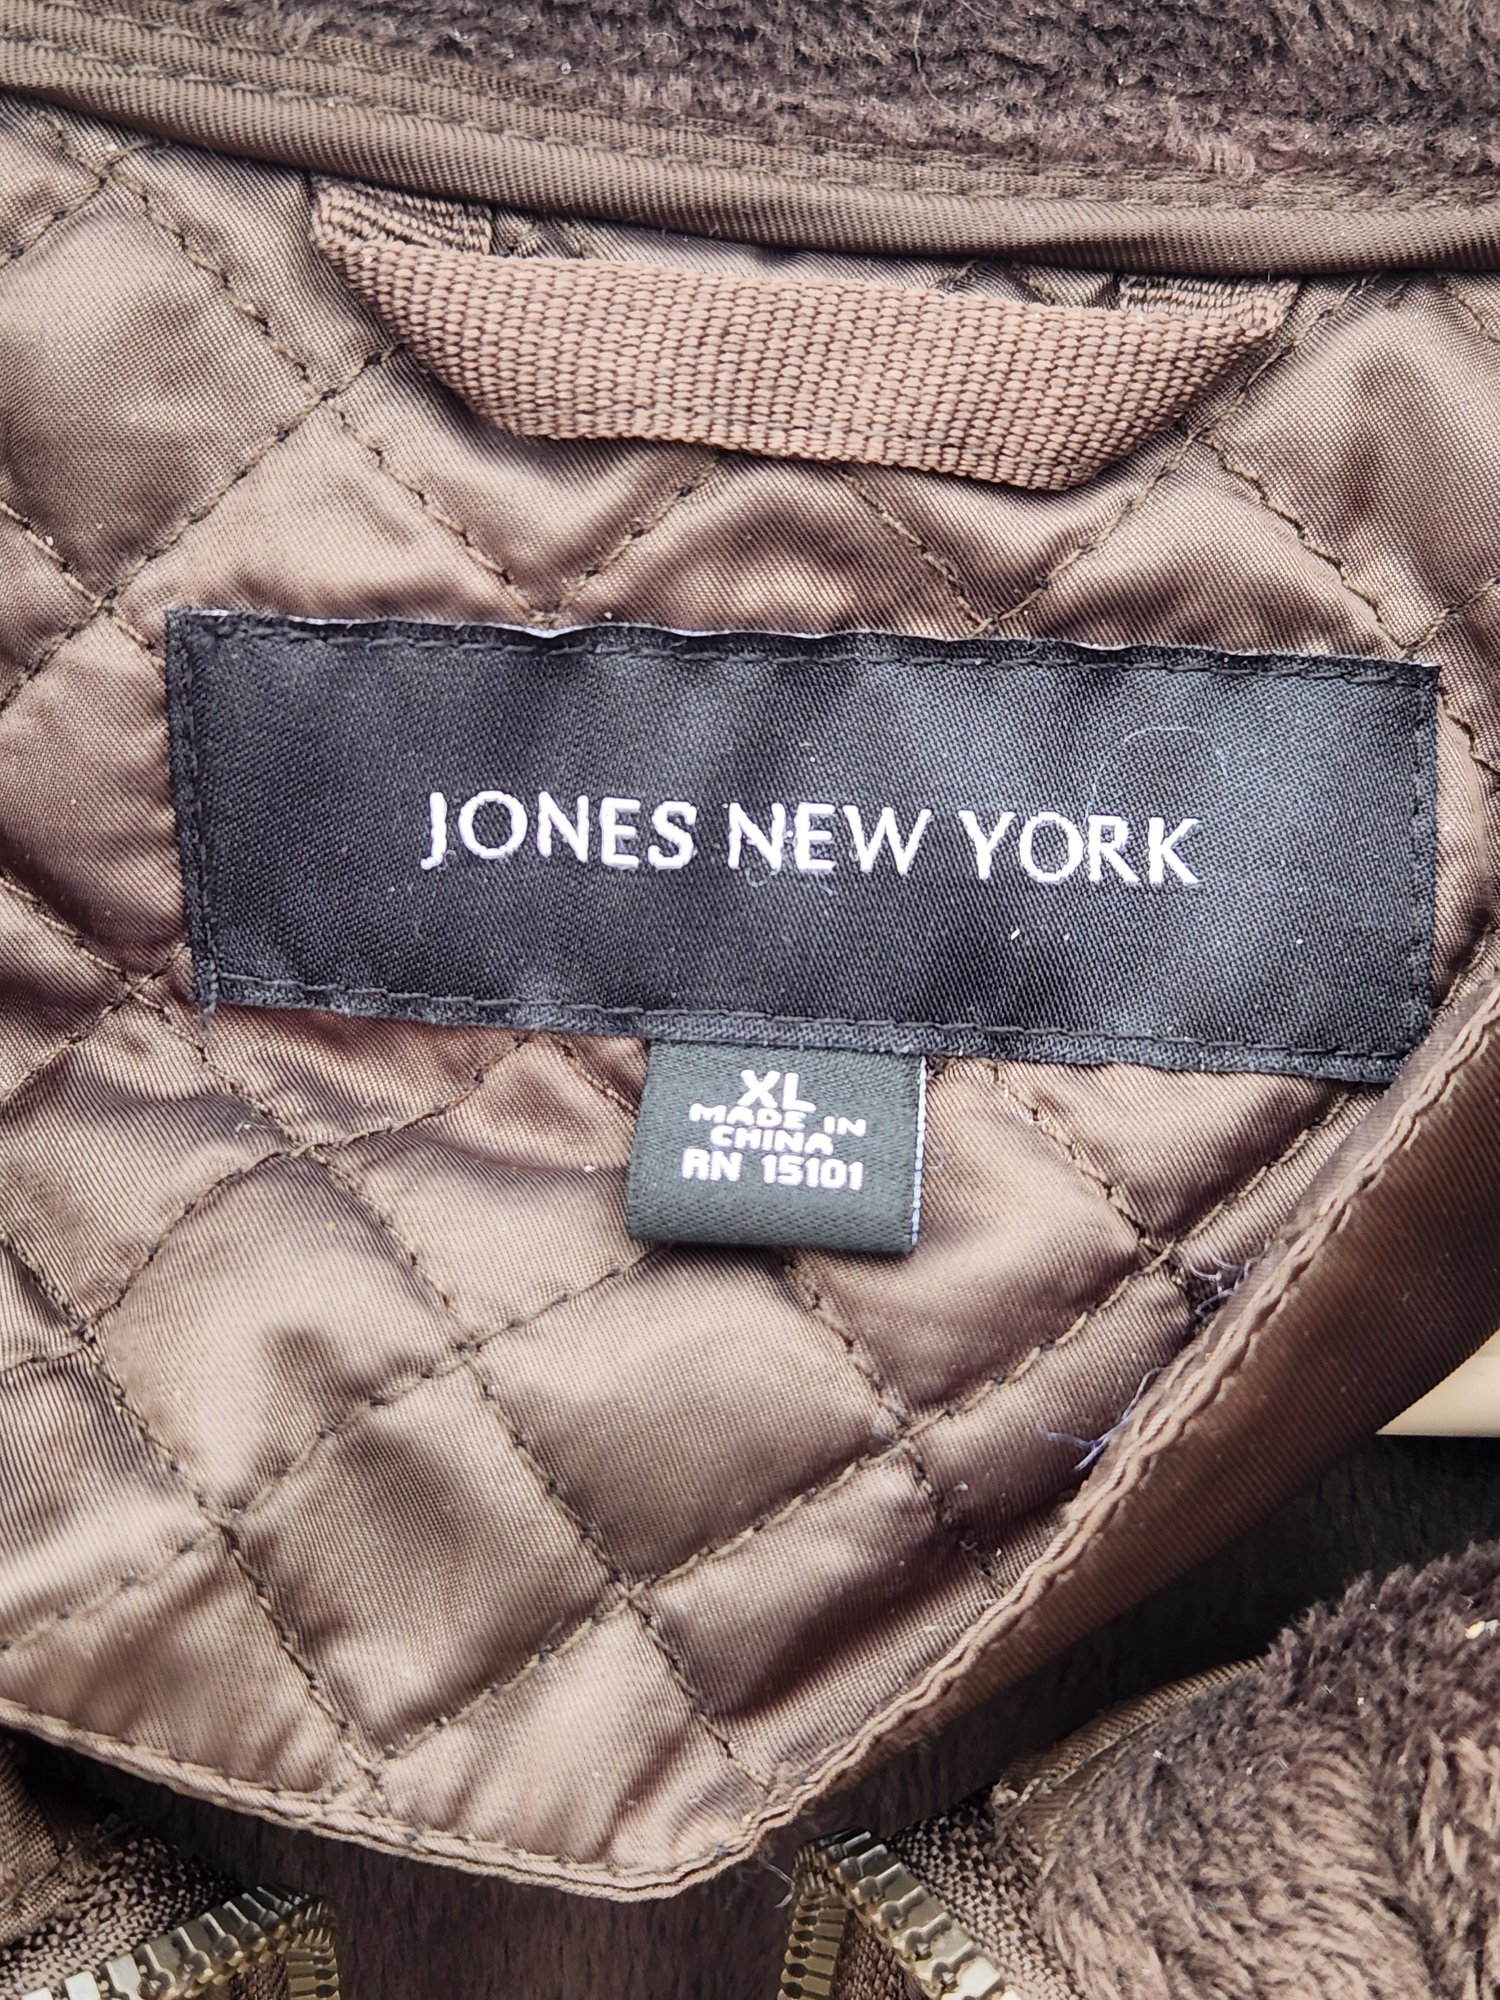 JONES NEW YORK
XL
MADE IN
CHINA
RN 15101